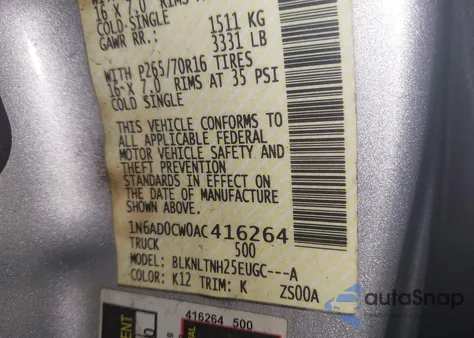 16 X 7.0 RIMS AT 35 PSI
COLD SINGLE 1511 KG
GAWR RR.: 3331 LB
WITH P265/70R16 TIRES
16 X 7.0 RIMS AT 35 PSI
COLD SINGLE
THIS VEHICLE CONFORMS TO
ALL APPLICABLE FEDERAL
MOTOR VEHICLE SAFETY AND
THEFT PREVENTION
STANDARDS IN EFFECT ON
THE DATE OF MANUFACTURE
SHOWN ABOVE.
1N6AD0CW0AC416264
TRUCK 500
MODEL: BLKNLTNH25EUGC---A
COLOR: K12 TRIM: K ZS00A
416264 500
autoSnap